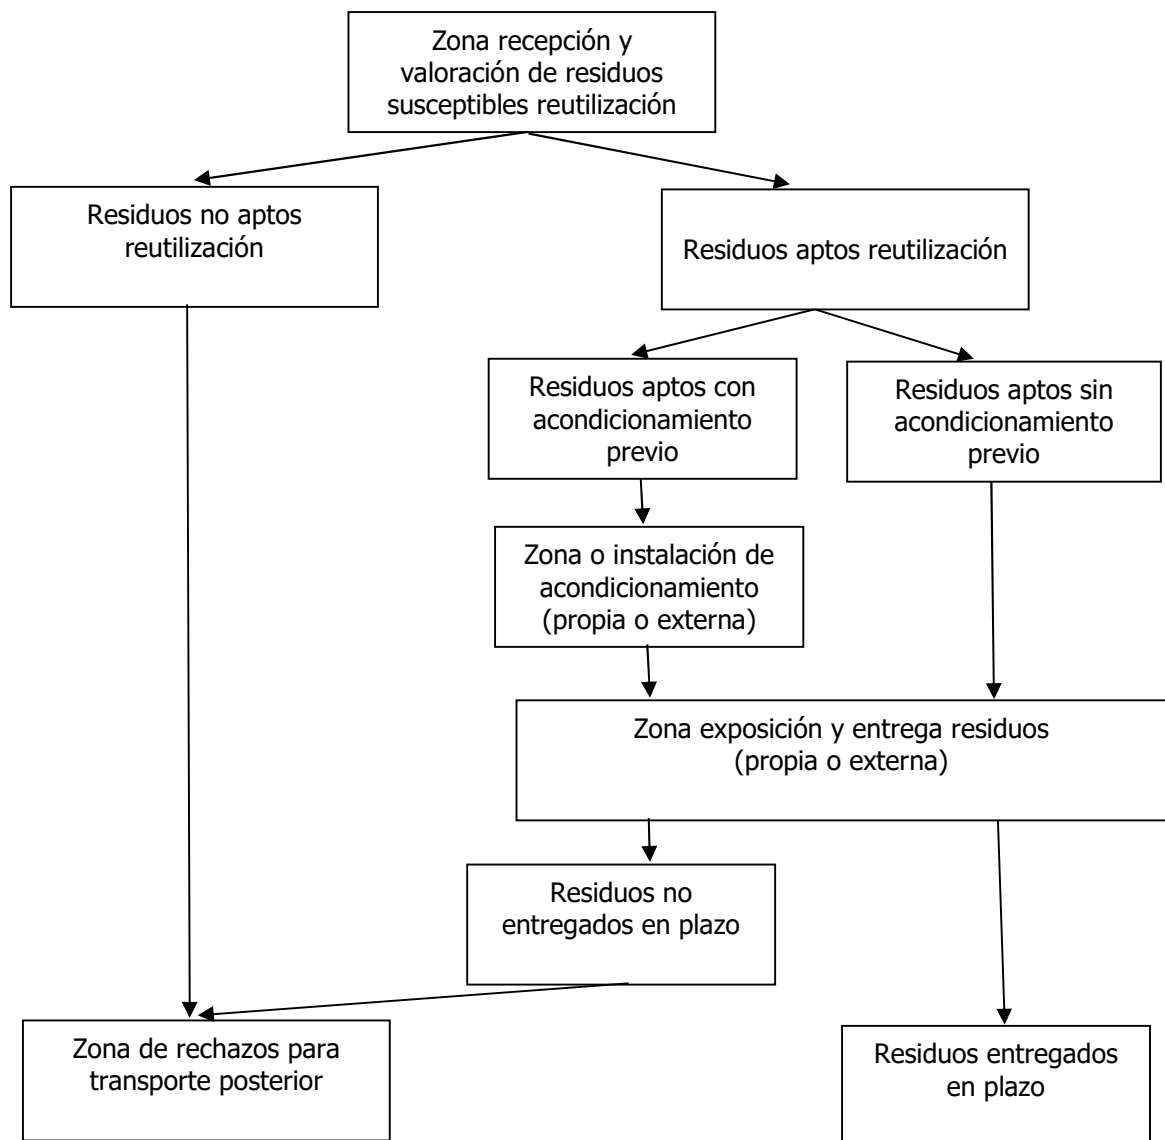 Zona recepción y
valoración de residuos
susceptibles reutilización
Residuos no aptos
reutilización
Residuos aptos reutilización
Residuos aptos con
acondicionamiento
previo
Residuos aptos sin
acondicionamiento
previo
Zona o instalación de
acondicionamiento
(propia o externa)
Zona exposición y entrega residuos
(propia o externa)
Residuos no
entregados en plazo
Zona de rechazos para
transporte posterior
Residuos entregados
en plazo